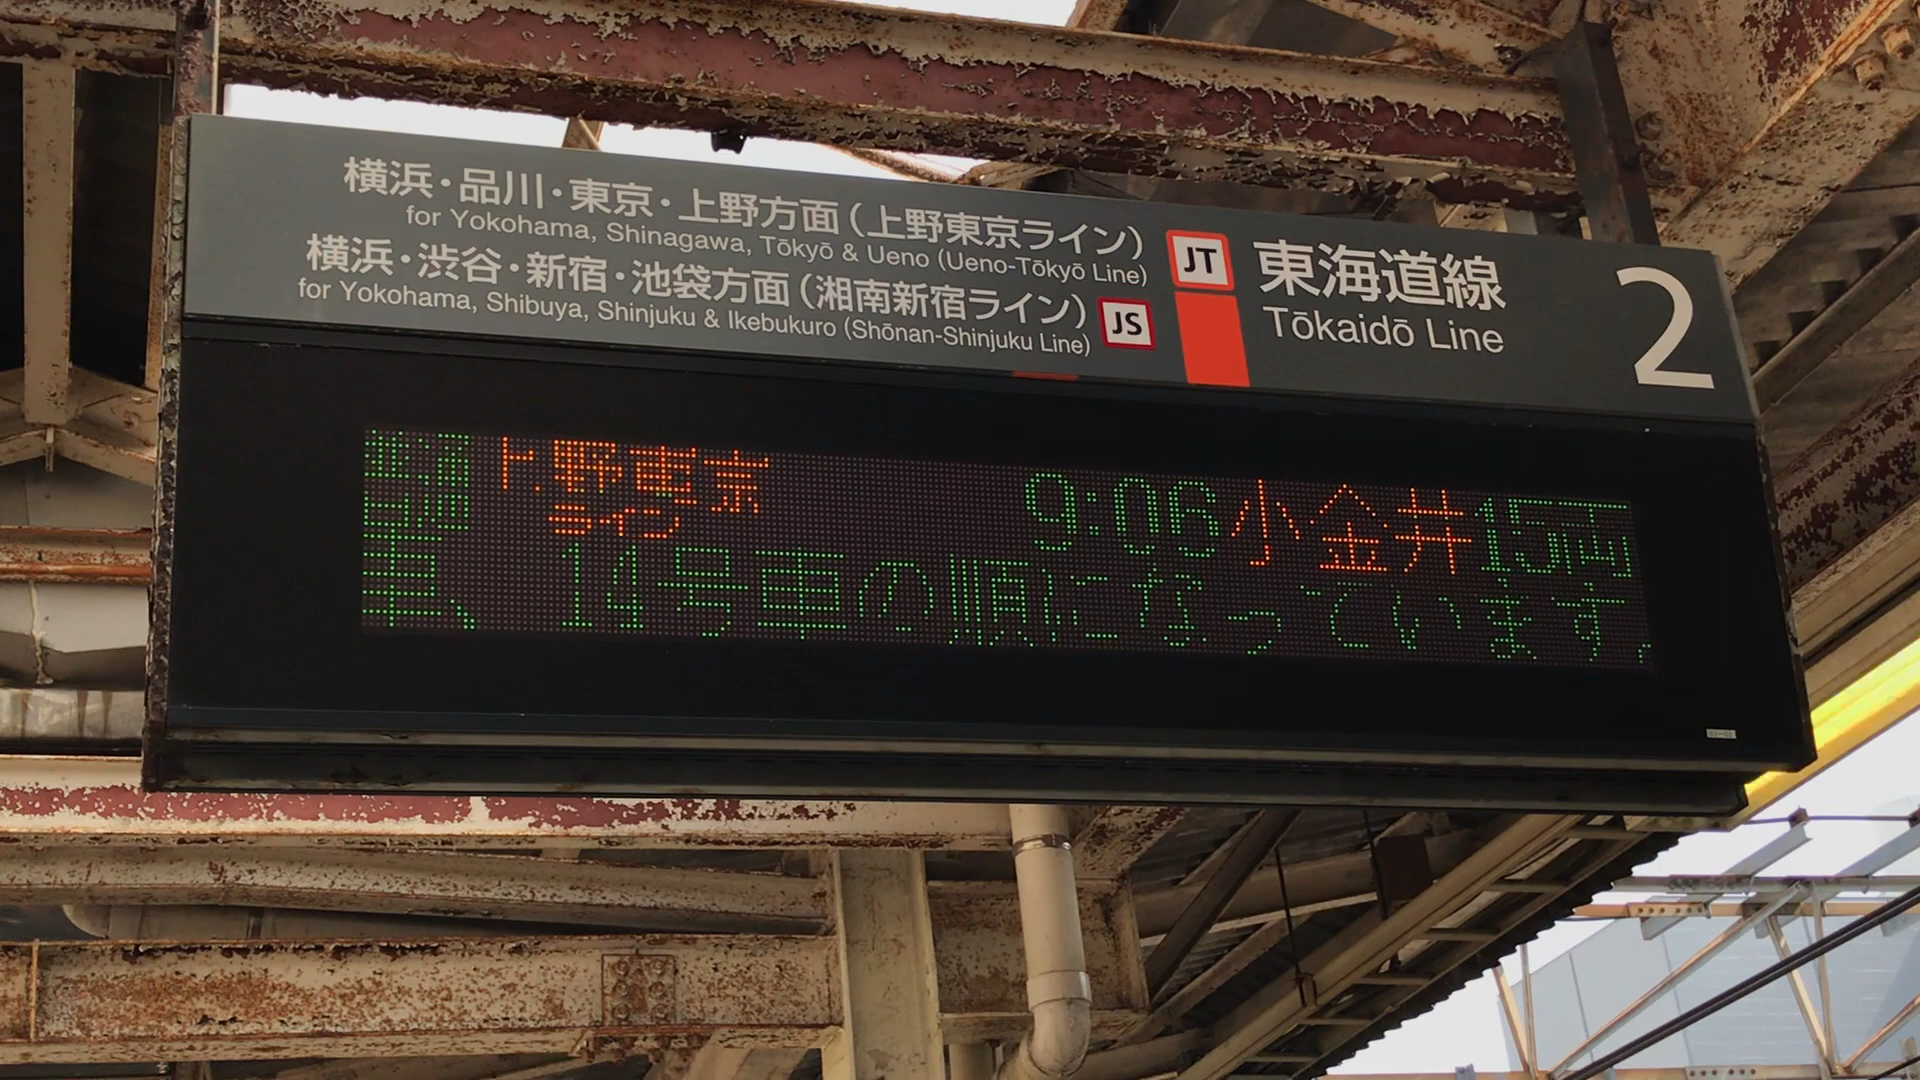 横浜・品川・東京・上野方面（上野東京ライン）
for Yokohama, Shinagawa, Tōkyō & Ueno (Ueno-Tōkyō Line)
横浜・渋谷・新宿・池袋方面（湘南新宿ライン）
for Yokohama, Shibuya, Shinjuku & Ikebukuro (Shōnan-Shinjuku Line)
JS
JT
東海道線
Tōkaidō Line
2
普通 上野東京ライン 9:06 小金井 15両
車、14号車の順になっています。